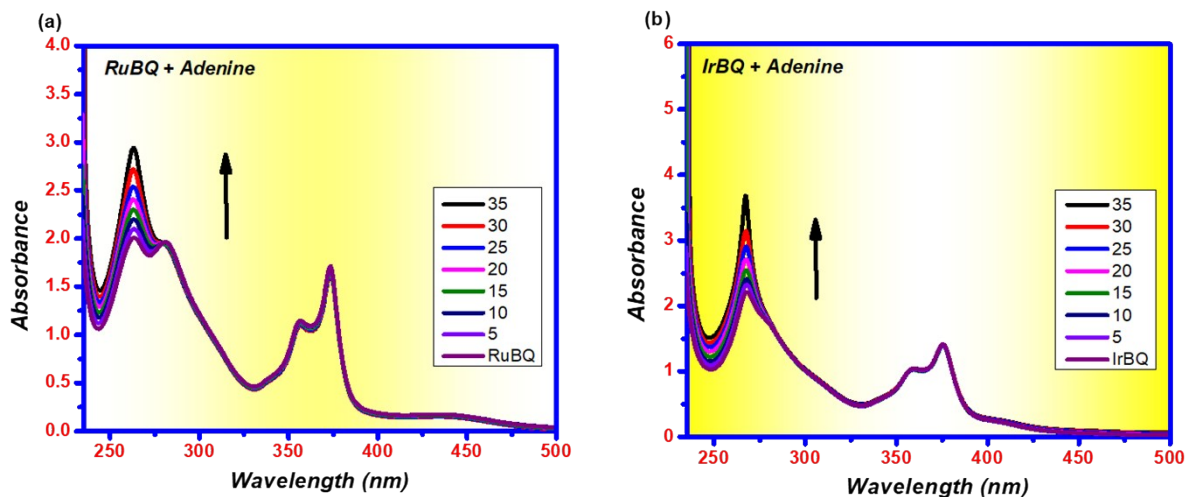 (a)
RuBQ + Adenine
4.0
3.5
3.0
2.5
2.0
1.5
1.0
0.5
0.0
Absorbance
35
30
25
20
15
10
5
RuBQ
250 300 350 400 450 500
Wavelength (nm)
(b)
IrBQ + Adenine
6
5
4
3
2
1
0
Absorbance
35
30
25
20
15
10
5
IrBQ
250 300 350 400 450 500
Wavelength (nm)